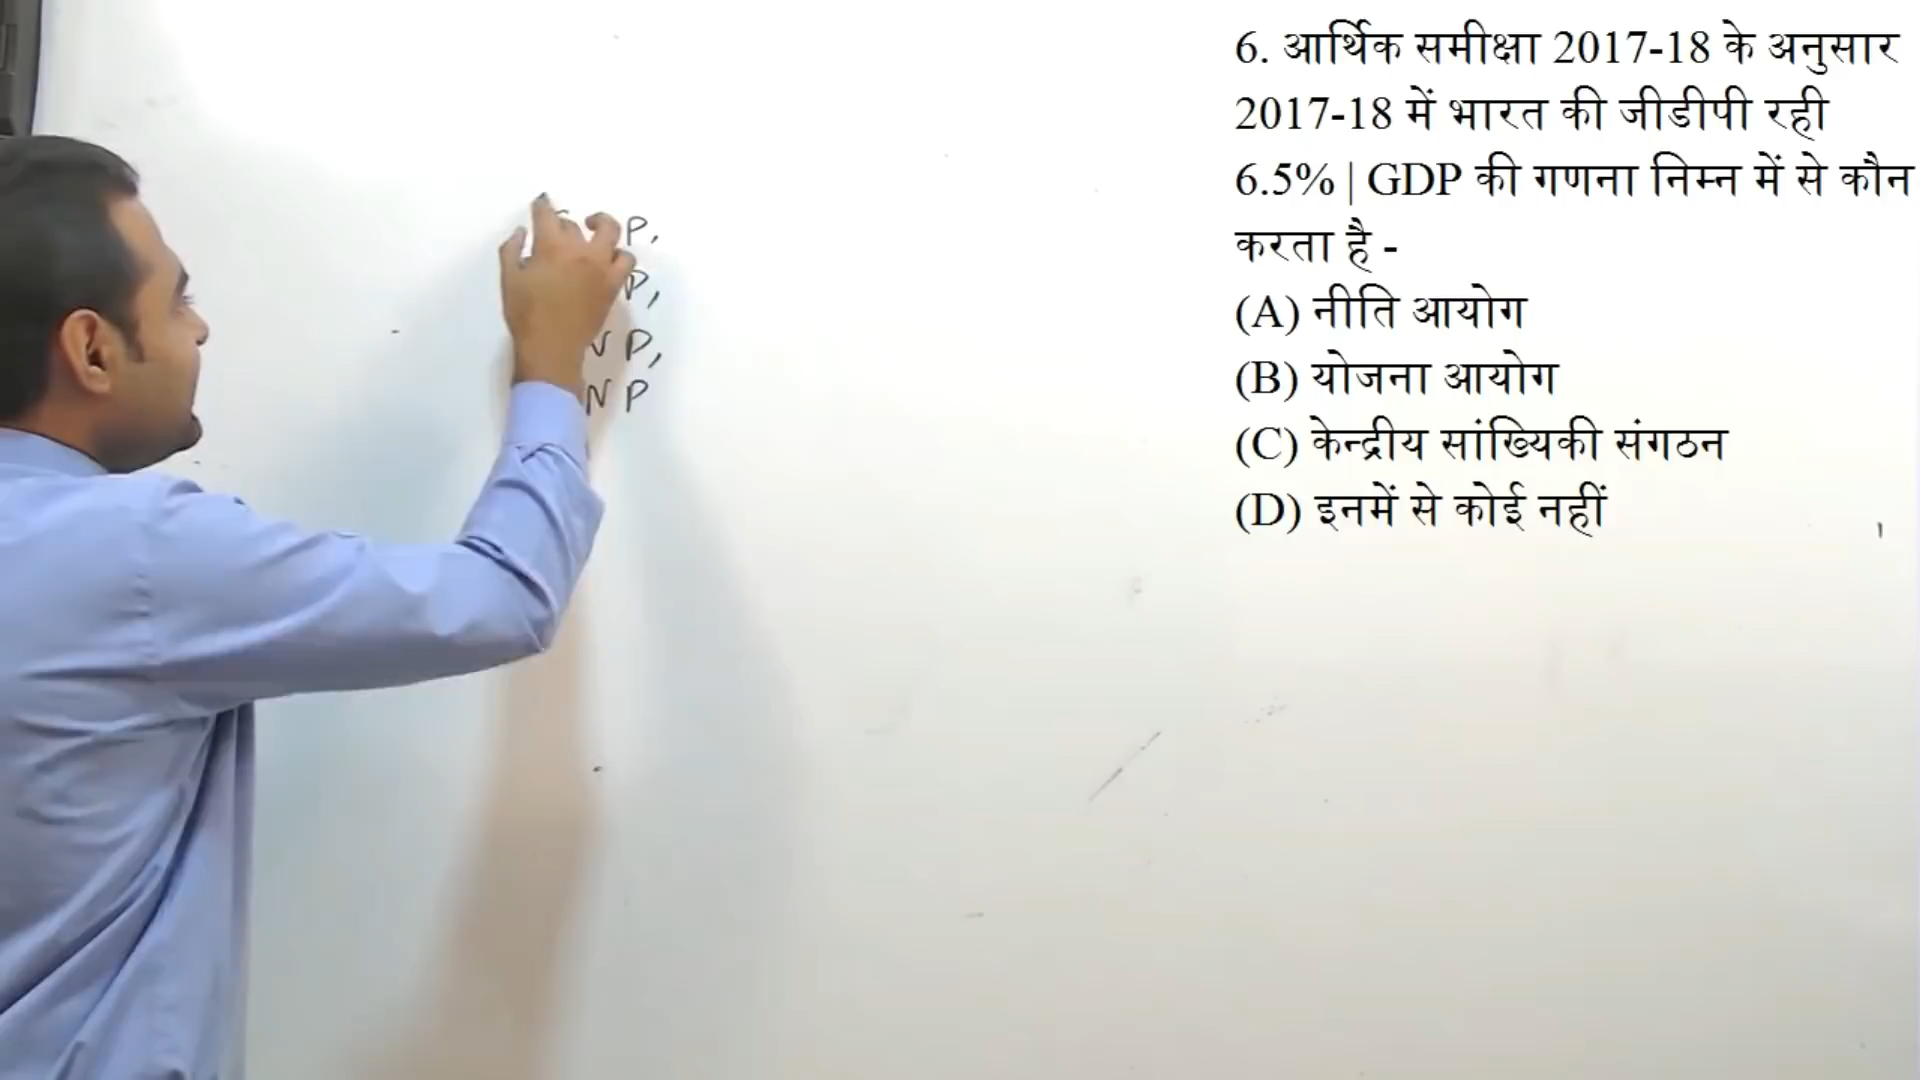 6. आर्थिक समीक्षा 2017-18 के अनुसार
2017-18 में भारत की जीडीपी रही
6.5% | GDP की गणना निम्न में से कौन
करता है -
(A) नीति आयोग
(B) योजना आयोग
(C) केन्द्रीय सांख्यिकी संगठन
(D) इनमें से कोई नहीं
P,
P,
N P